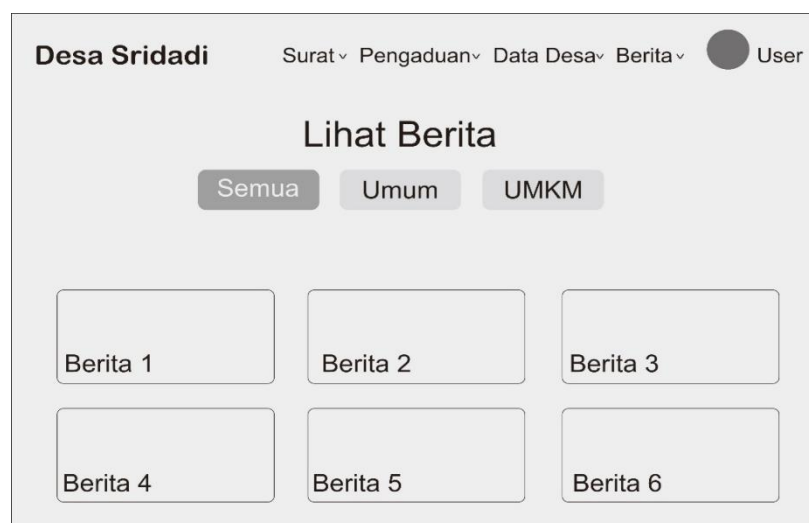 Desa Sridadi Surat Pengaduan Data Desa Berita User
Lihat Berita
Semua Umum UMKM
Berita 1 Berita 2 Berita 3
Berita 4 Berita 5 Berita 6